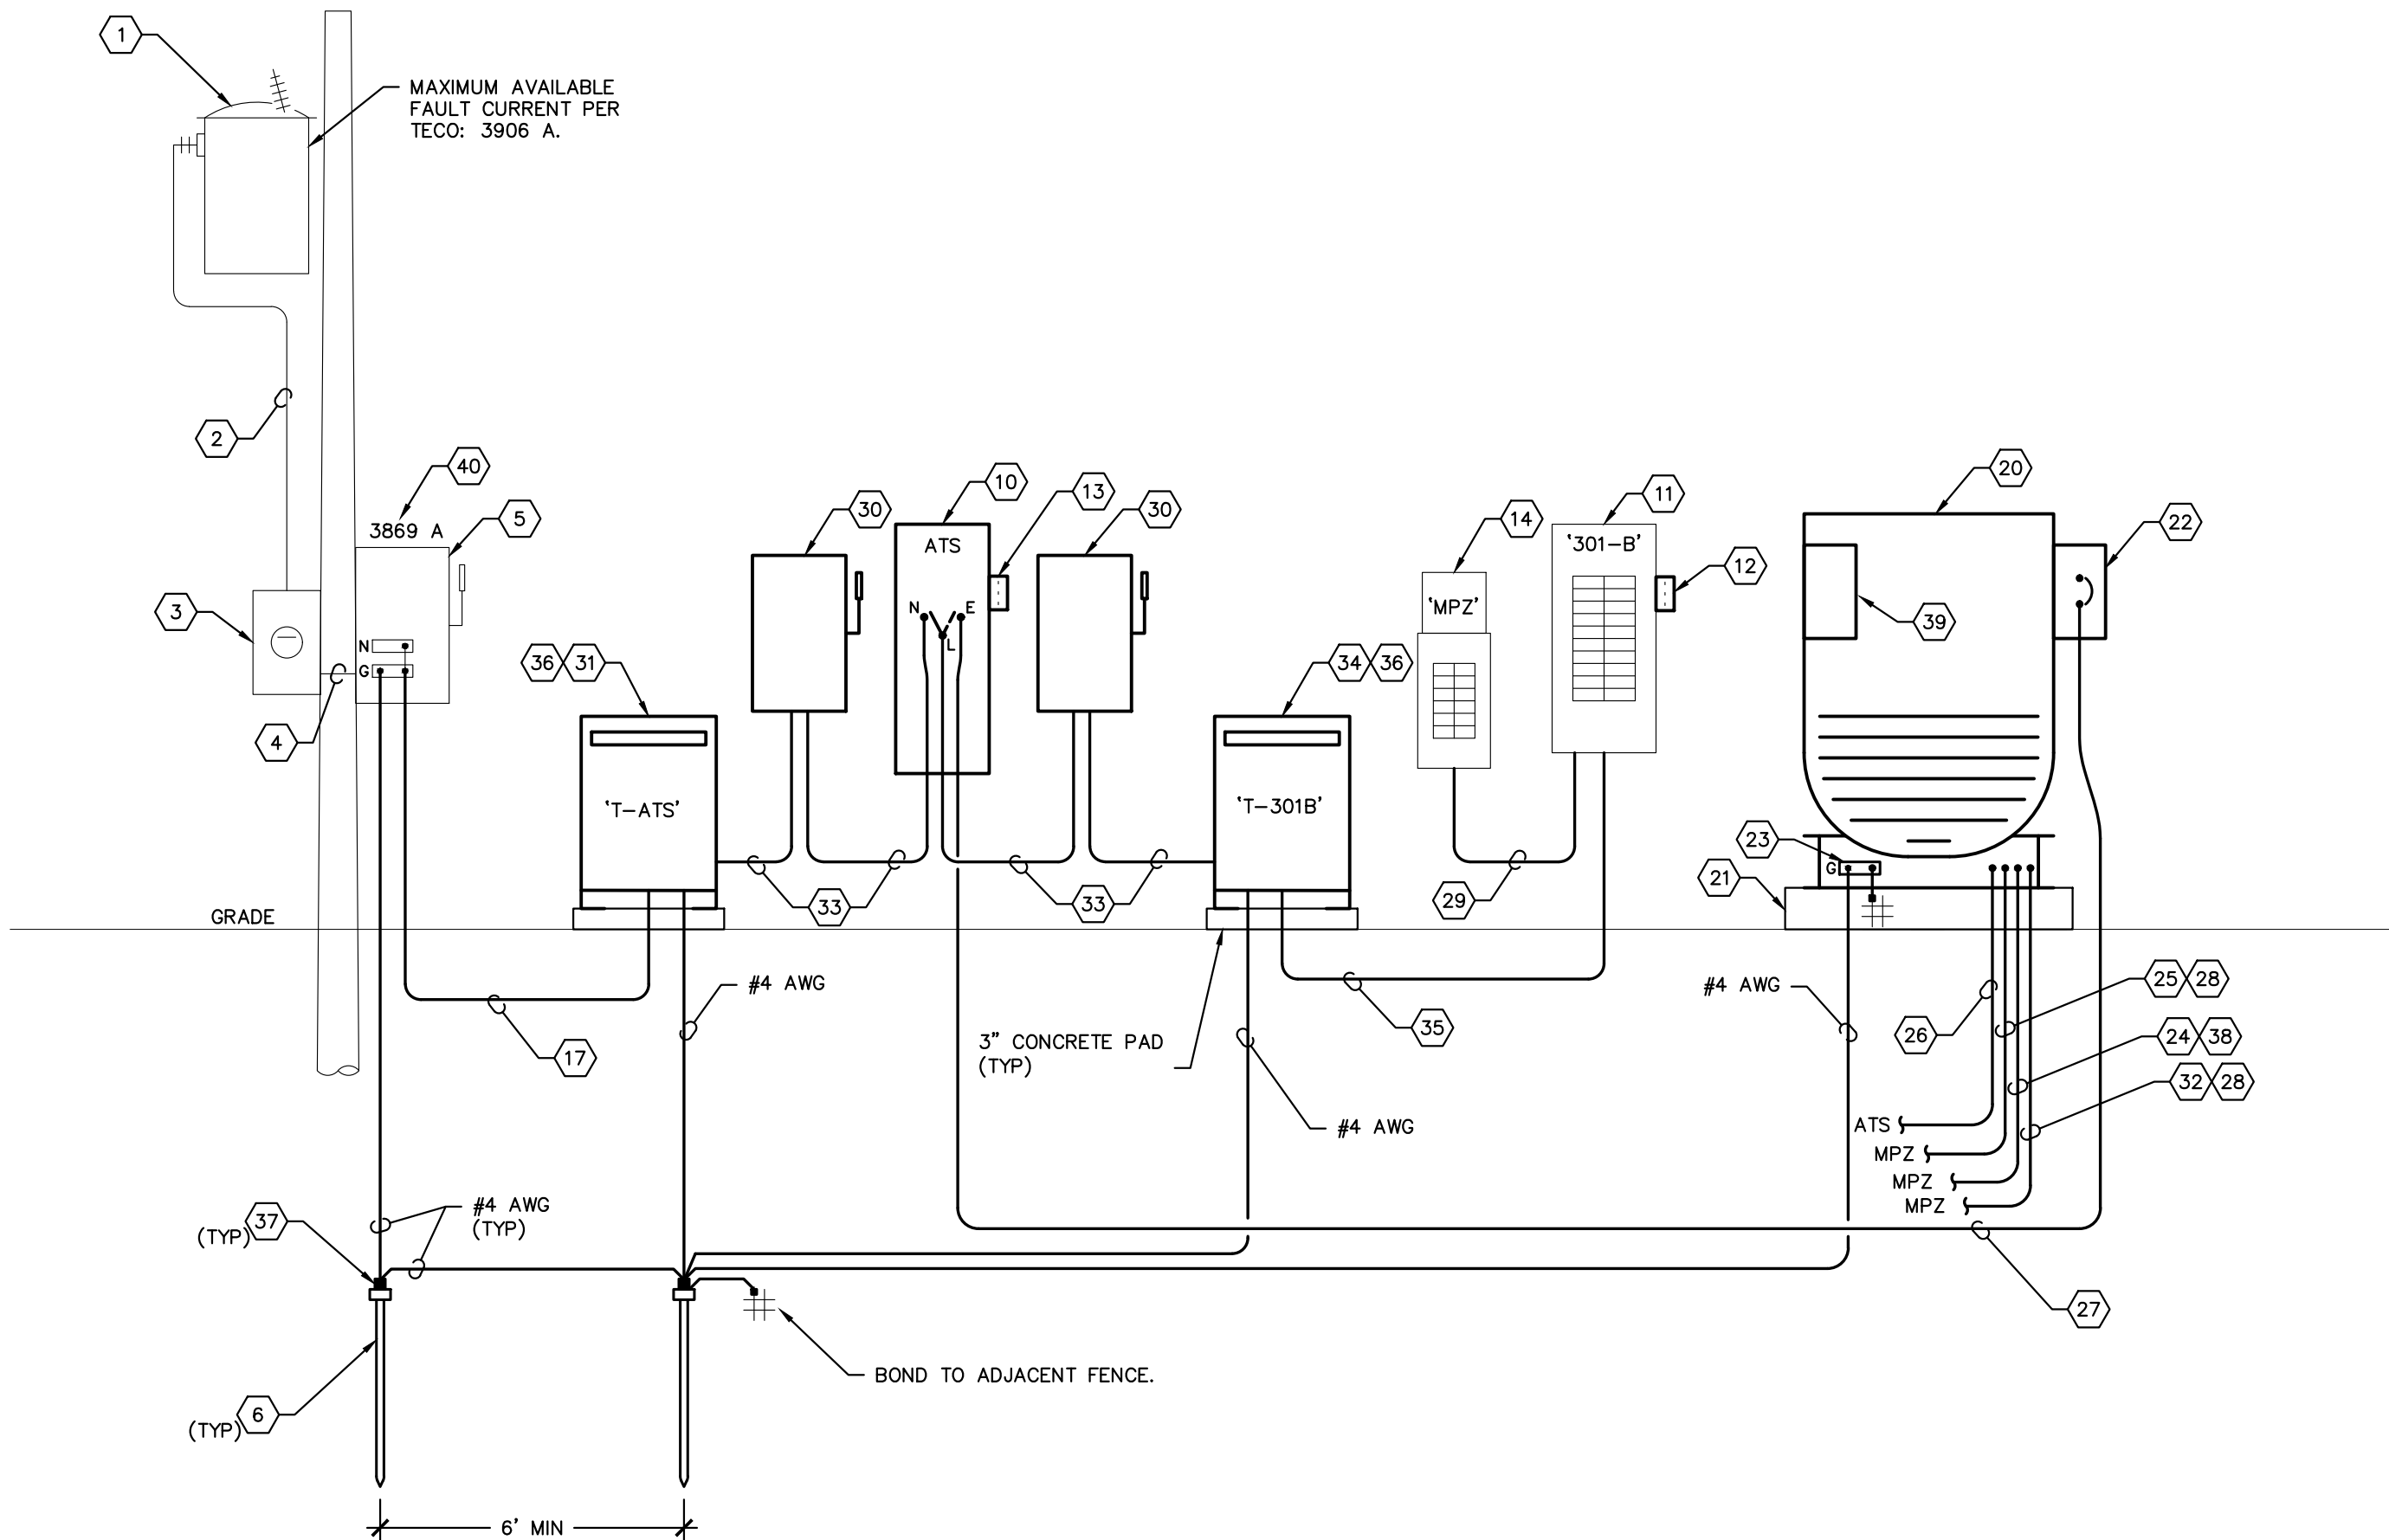 1
MAXIMUM AVAILABLE
FAULT CURRENT PER
TECO: 3906 A.
2
40
3869 A
5
3
N
G
4
36 31
'T-ATS'
30
10
ATS
N
E
L
13
30
34 36
'T-301B'
14
'MPZ'
11
'301-B'
12
20
22
39
23
G
21
33
33
29
GRADE
#4 AWG
17
3" CONCRETE PAD
(TYP)
35
#4 AWG
#4 AWG
26
25 28
24 38
32 28
ATS
MPZ
MPZ
MPZ
27
(TYP) 37
#4 AWG
(TYP)
BOND TO ADJACENT FENCE.
(TYP) 6
6' MIN